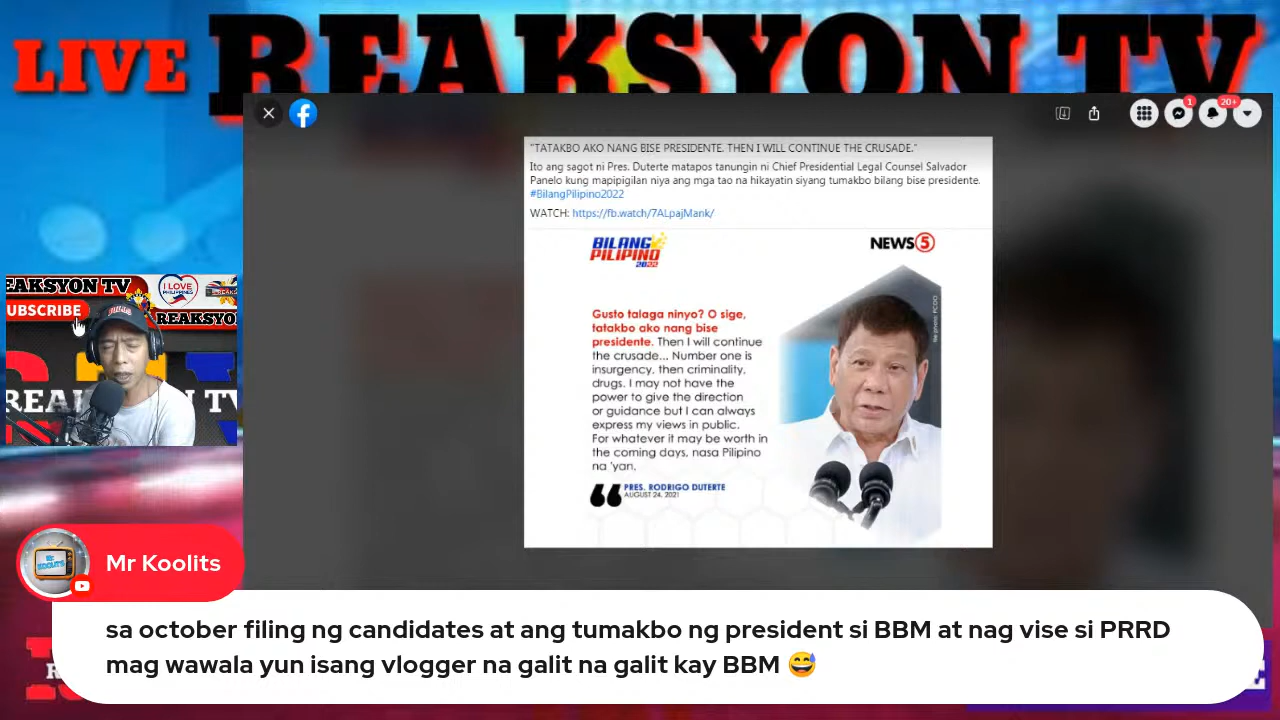 LIVE REAKSYON TV
1
20+
"TATAKBO AKO NANG BISE PRESIDENTE. THEN I WILL CONTINUE THE CRUSADE."
Ito ang sagot ni Pres. Duterte matapos tanungin ni Chief Presidential Legal Counsel Salvador
Panelo kung mapipigilan niya ang mga tao na hikayatin siyang tumakbo bilang bise presidente.
#BilangPilipino2022
WATCH: https://fb.watch/7ALpajMank/
BILANG
PILIPINO
2022
NEWS5
Gusto talaga ninyo? O sige,
tatakbo ako nang bise
presidente. Then I will continue
the crusade... Number one is
insurgency, then criminality,
drugs. I may not have the
power to give the direction
or guidance but I can always
express my views in public.
For whatever it may be worth in
the coming days, nasa Pilipino
na 'yan.
PRES. RODRIGO DUTERTE
AUGUST 24, 2021
EAKSYON TV
I LOVE
PHILIPPINES
UBSCRIBE
REAKSYON
REA
TV
Mr Koolits
sa october filing ng candidates at ang tumakbo ng president si BBM at nag vise si PRRD
mag wawala yun isang vlogger na galit na galit kay BBM 😅